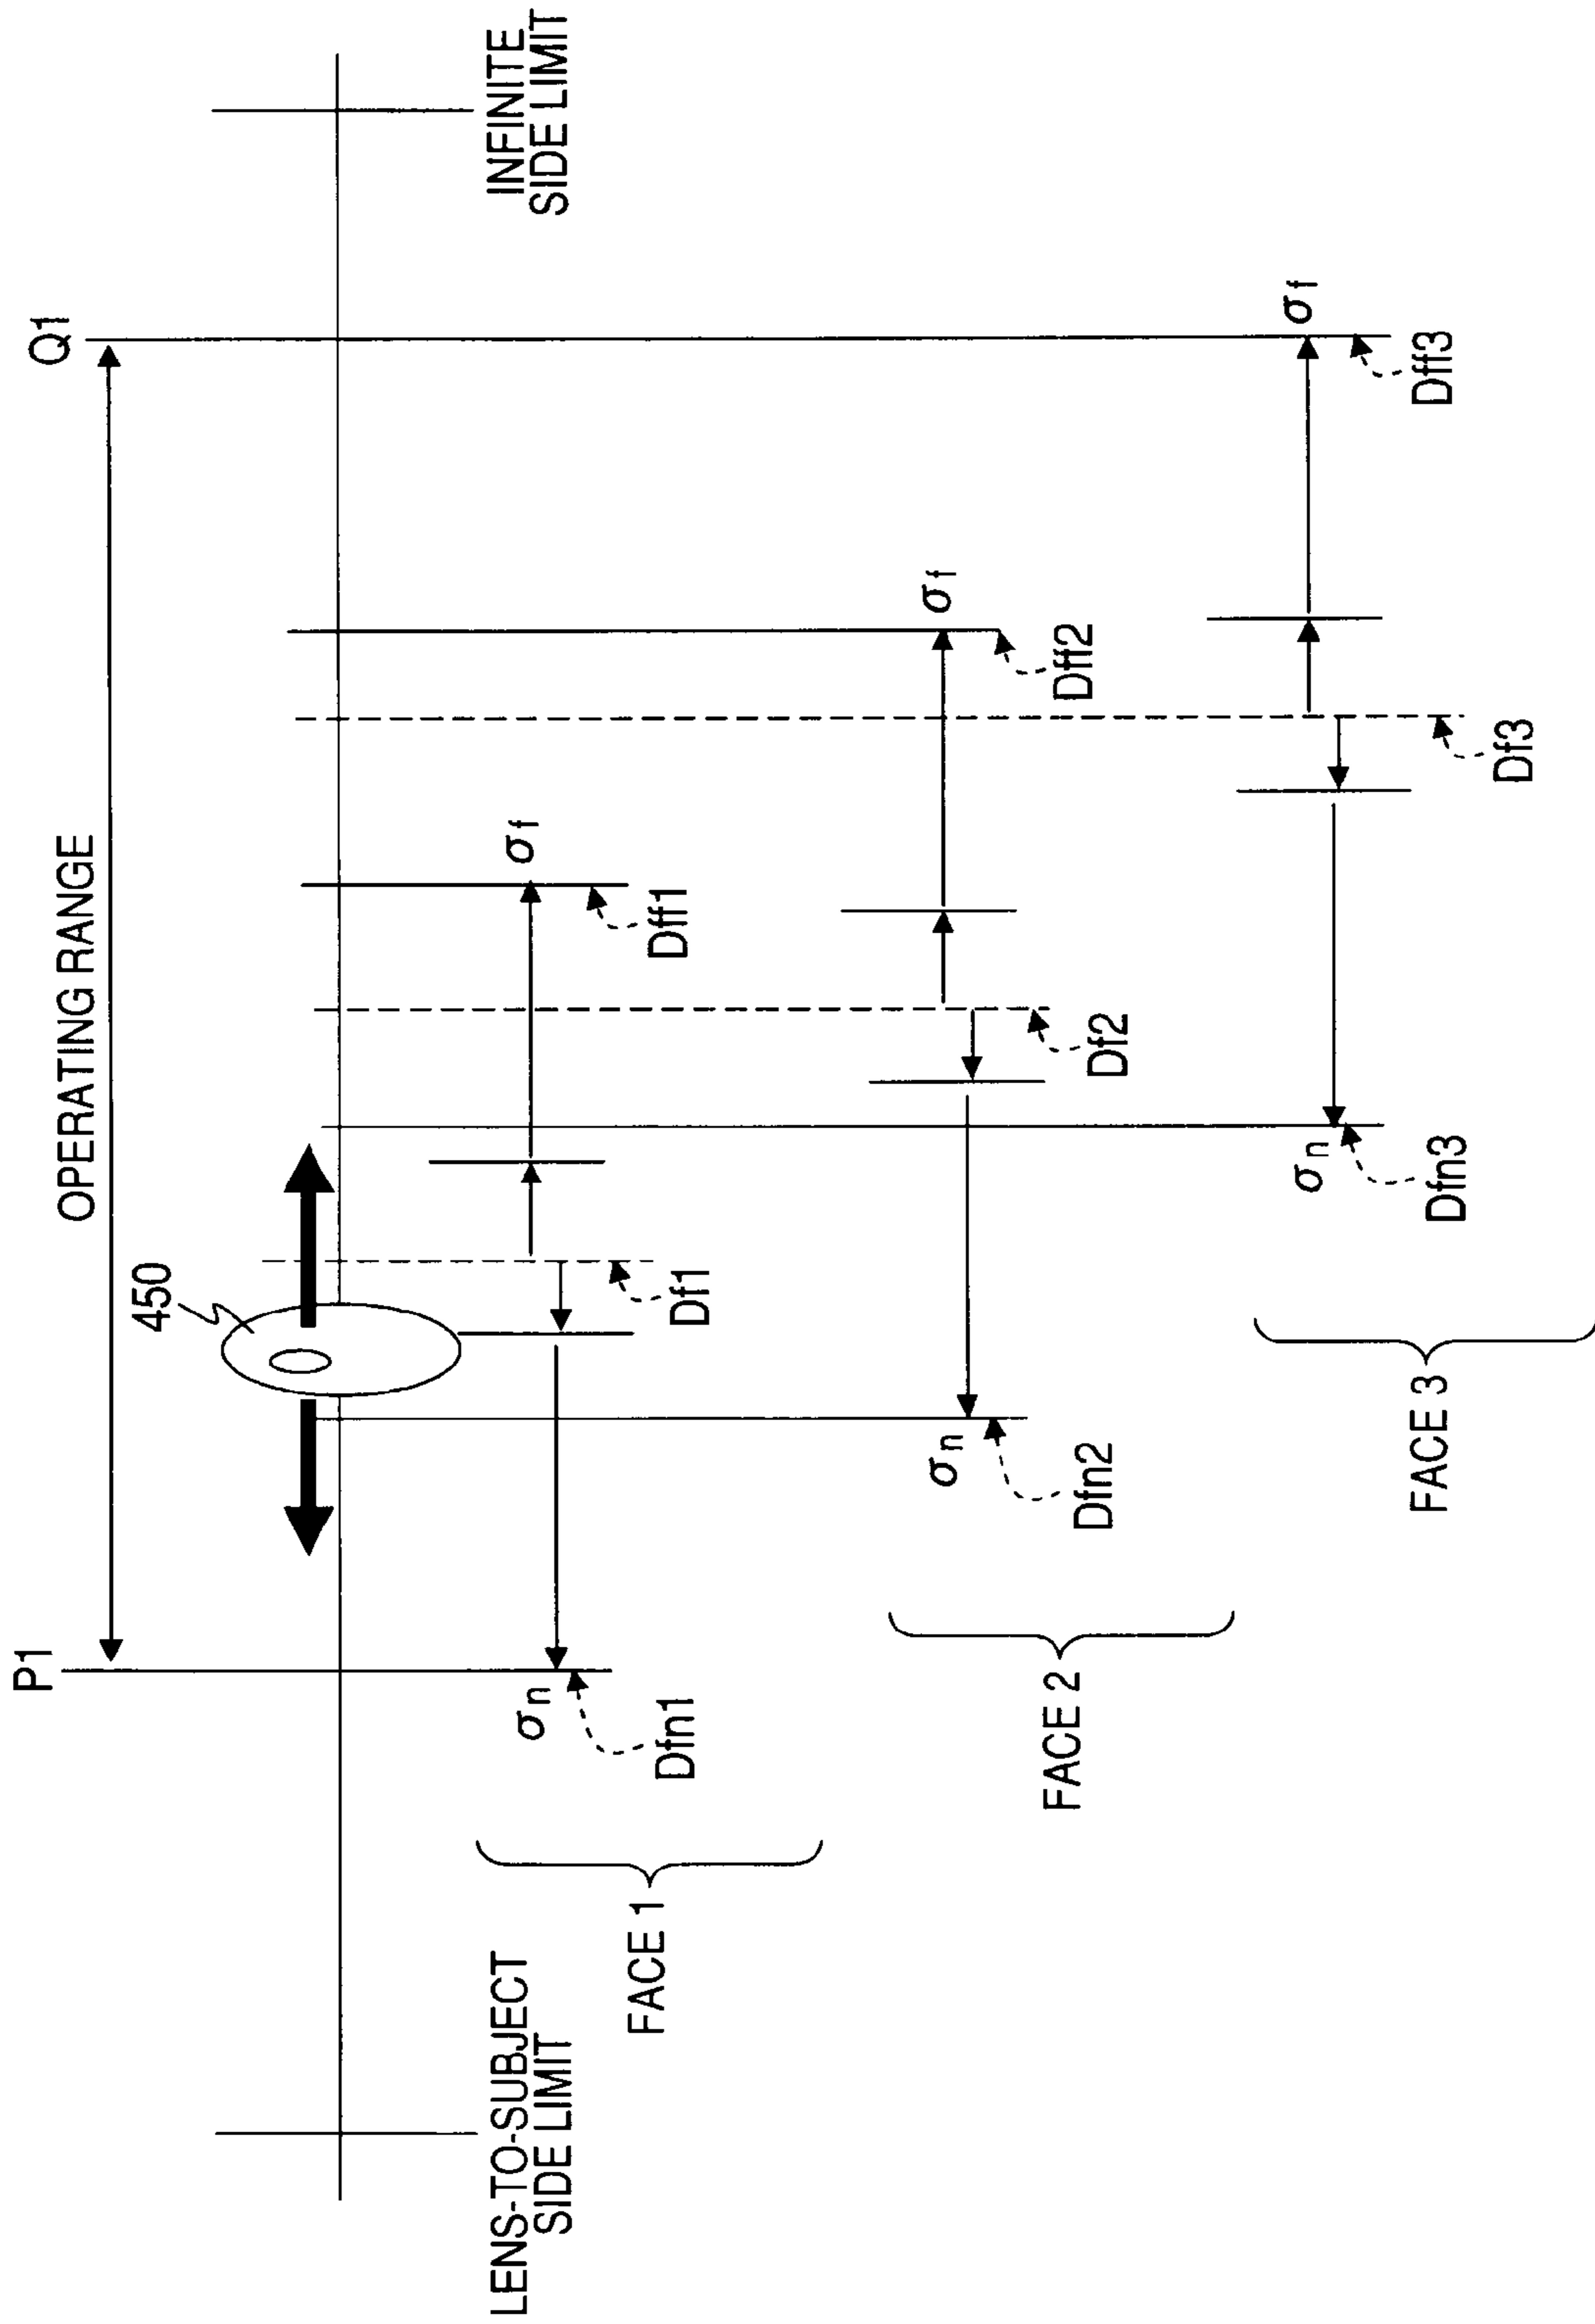 P1
OPERATING RANGE
Q1
450
LENS-TO-SUBJECT
SIDE LIMIT
INFINITE
SIDE LIMIT
FACE 1
σn
Dfn1
Df1
σf
Dff1
FACE 2
σn
Dfn2
Df2
σf
Dff2
FACE 3
σn
Dfn3
Df3
σf
Dff3